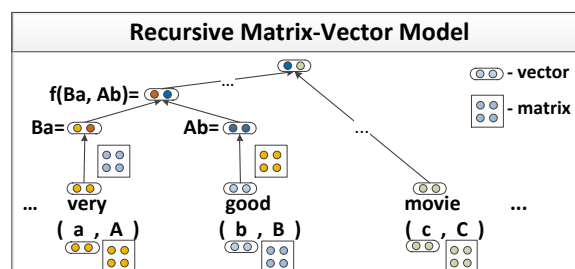 Recursive Matrix-Vector Model
...
- vector
f(Ba, Ab)=
- matrix
Ba=
Ab=
...
... very good movie ...
( a , A ) ( b , B ) ( c , C )